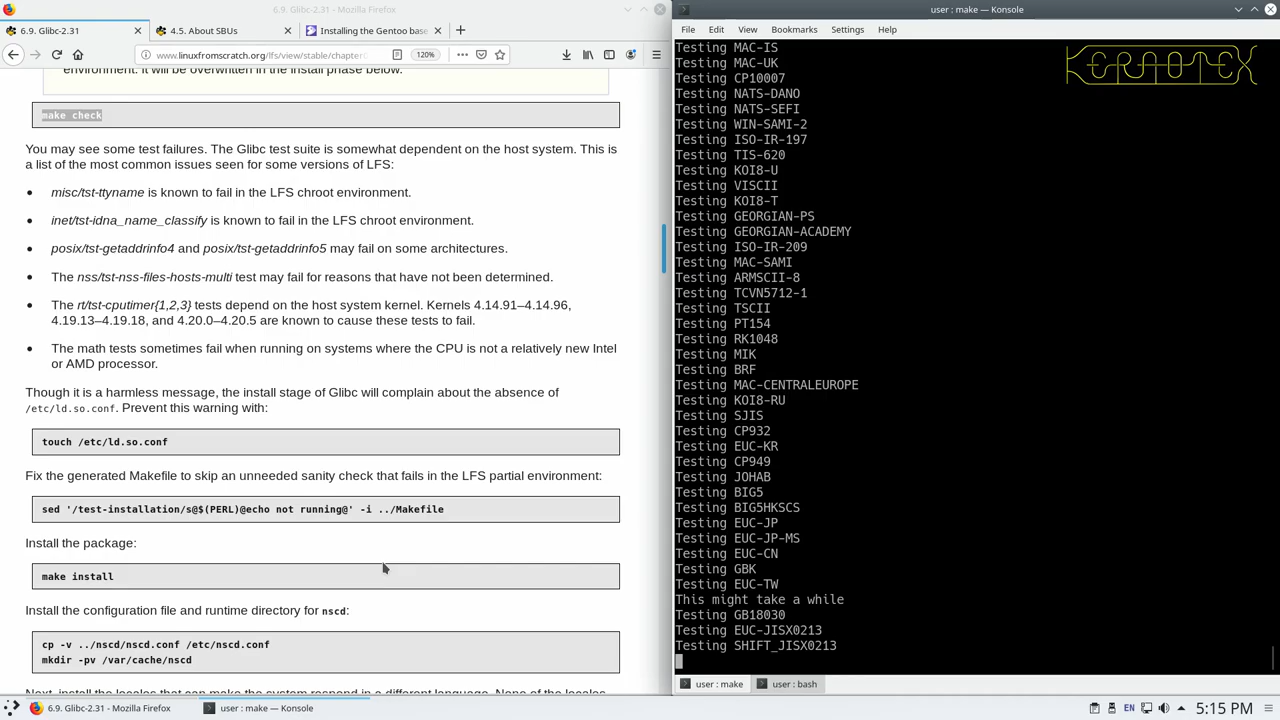 6.9. Glibc-2.31 - Mozilla Firefox
6.9. Glibc-2.31
4.5. About SBUs
Installing the Gentoo base
www.linuxfromscratch.org/lfs/view/stable/chapter
120%
environment. It will be overwritten in the install phase below.
make check
You may see some test failures. The Glibc test suite is somewhat dependent on the host system. This is
a list of the most common issues seen for some versions of LFS:
misc/tst-ttyname is known to fail in the LFS chroot environment.
inet/tst-idna_name_classify is known to fail in the LFS chroot environment.
posix/tst-getaddrinfo4 and posix/tst-getaddrinfo5 may fail on some architectures.
The nss/tst-nss-files-hosts-multi test may fail for reasons that have not been determined.
The rt/tst-cputimer{1,2,3} tests depend on the host system kernel. Kernels 4.14.91–4.14.96,
4.19.13–4.19.18, and 4.20.0–4.20.5 are known to cause these tests to fail.
The math tests sometimes fail when running on systems where the CPU is not a relatively new Intel
or AMD processor.
Though it is a harmless message, the install stage of Glibc will complain about the absence of
/etc/ld.so.conf. Prevent this warning with:
touch /etc/ld.so.conf
Fix the generated Makefile to skip an unneeded sanity check that fails in the LFS partial environment:
sed '/test-installation/s@$(PERL)@echo not running@' -i ../Makefile
Install the package:
make install
Install the configuration file and runtime directory for nscd:
cp -v ../nscd/nscd.conf /etc/nscd.conf
mkdir -pv /var/cache/nscd
Next, install the locales that can make the system respond in a different language. None of the locales
user : make — Konsole
File Edit View Bookmarks Settings Help
KERNOTEX
Testing MAC-IS
Testing MAC-UK
Testing CP10007
Testing NATS-DANO
Testing NATS-SEFI
Testing WIN-SAMI-2
Testing ISO-IR-197
Testing TIS-620
Testing KOI8-U
Testing VISCII
Testing KOI8-T
Testing GEORGIAN-PS
Testing GEORGIAN-ACADEMY
Testing ISO-IR-209
Testing MAC-SAMI
Testing ARMSCII-8
Testing TCVN5712-1
Testing TSCII
Testing PT154
Testing RK1048
Testing MIK
Testing BRF
Testing MAC-CENTRALEUROPE
Testing KOI8-RU
Testing SJIS
Testing CP932
Testing EUC-KR
Testing CP949
Testing JOHAB
Testing BIG5
Testing BIG5HKSCS
Testing EUC-JP
Testing EUC-JP-MS
Testing EUC-CN
Testing GBK
Testing EUC-TW
This might take a while
Testing GB18030
Testing EUC-JISX0213
Testing SHIFT_JISX0213
user : make
user : bash
6.9. Glibc-2.31 - Mozilla Firefox
user : make — Konsole
EN
5:15 PM